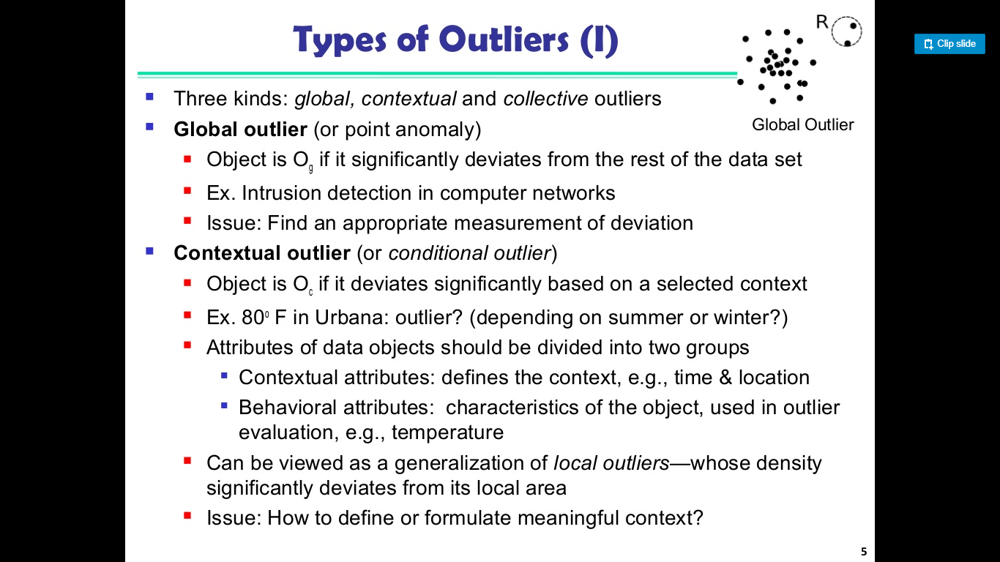 Types of Outliers (I)
R
Clip slide
Global Outlier
Three kinds: global, contextual and collective outliers
Global outlier (or point anomaly)
Object is Og if it significantly deviates from the rest of the data set
Ex. Intrusion detection in computer networks
Issue: Find an appropriate measurement of deviation
Contextual outlier (or conditional outlier)
Object is Oc if it deviates significantly based on a selected context
Ex. 80o F in Urbana: outlier? (depending on summer or winter?)
Attributes of data objects should be divided into two groups
Contextual attributes: defines the context, e.g., time & location
Behavioral attributes: characteristics of the object, used in outlier
evaluation, e.g., temperature
Can be viewed as a generalization of local outliers—whose density
significantly deviates from its local area
Issue: How to define or formulate meaningful context?
5